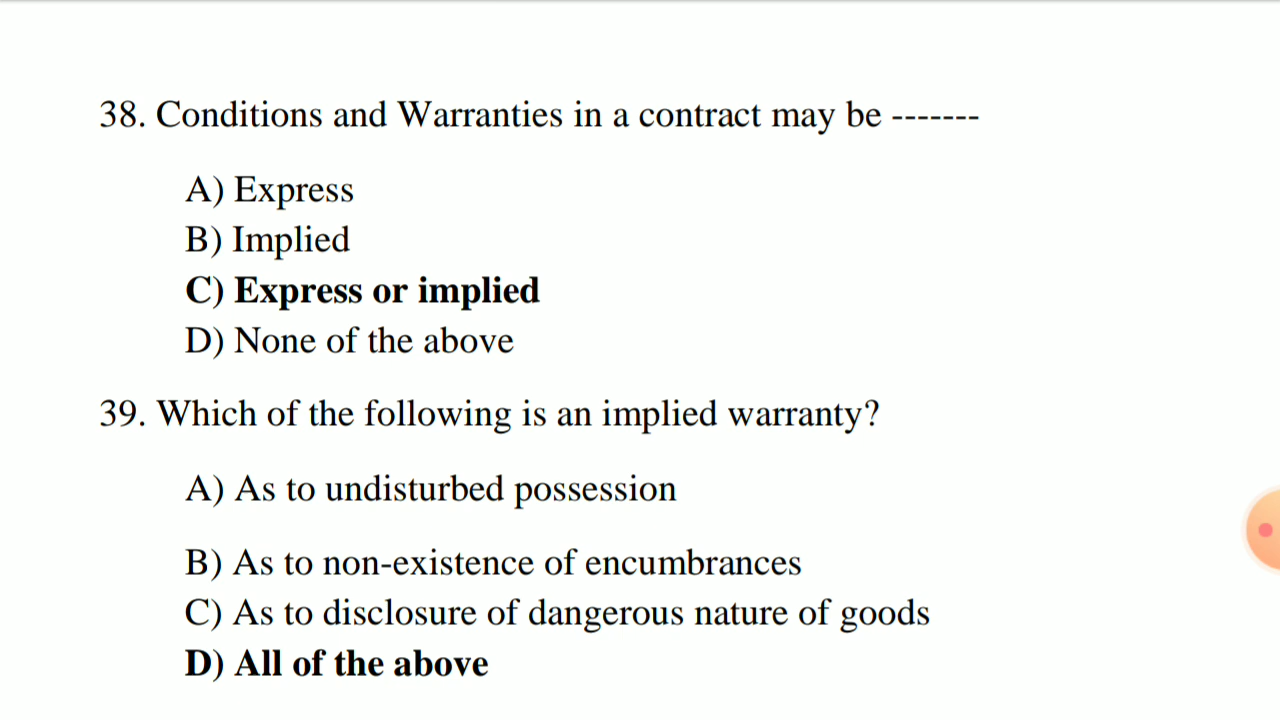 38. Conditions and Warranties in a contract may be -------
A) Express
B) Implied
C) Express or implied
D) None of the above
39. Which of the following is an implied warranty?
A) As to undisturbed possession
B) As to non-existence of encumbrances
C) As to disclosure of dangerous nature of goods
D) All of the above